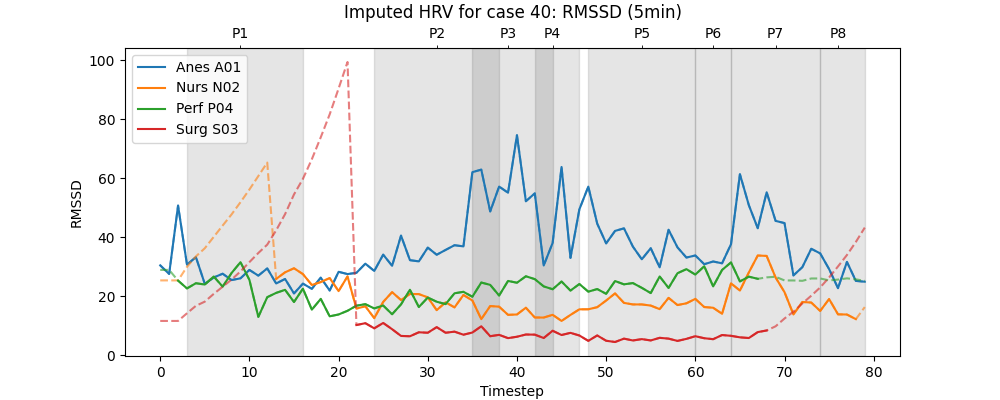 Imputed HRV for case 40: RMSSD (5min)
P1 P2 P3 P4 P5 P6 P7 P8
100
80
60
40
20
0
RMSSD
Anes A01
Nurs N02
Perf P04
Surg S03
0 10 20 30 40 50 60 70 80
Timestep